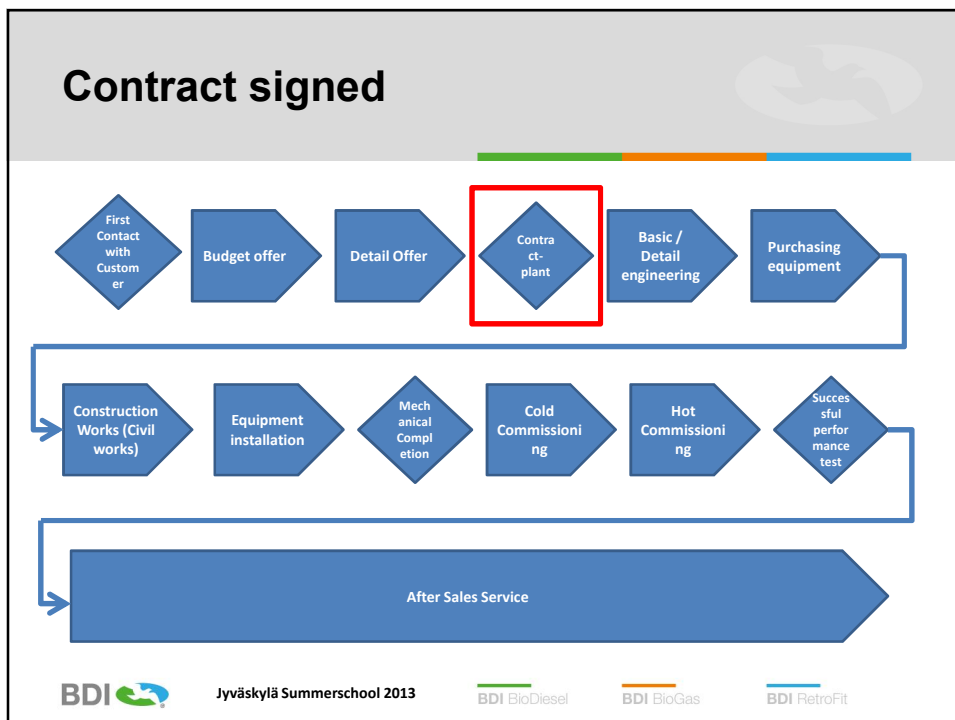 Contract signed
First
Contact
with
Custom
er
Budget offer
Detail Offer
Contra
ct-
plant
Basic /
Detail
engineering
Purchasing
equipment
Construction
Works (Civil
works)
Equipment
installation
Mech
anical
Compl
etion
Cold
Commissioni
ng
Hot
Commissioni
ng
Succes
sful
perfor
mance
test
After Sales Service
BDI
Jyväskylä Summerschool 2013
BDI BioDiesel
BDI BioGas
BDI RetroFit